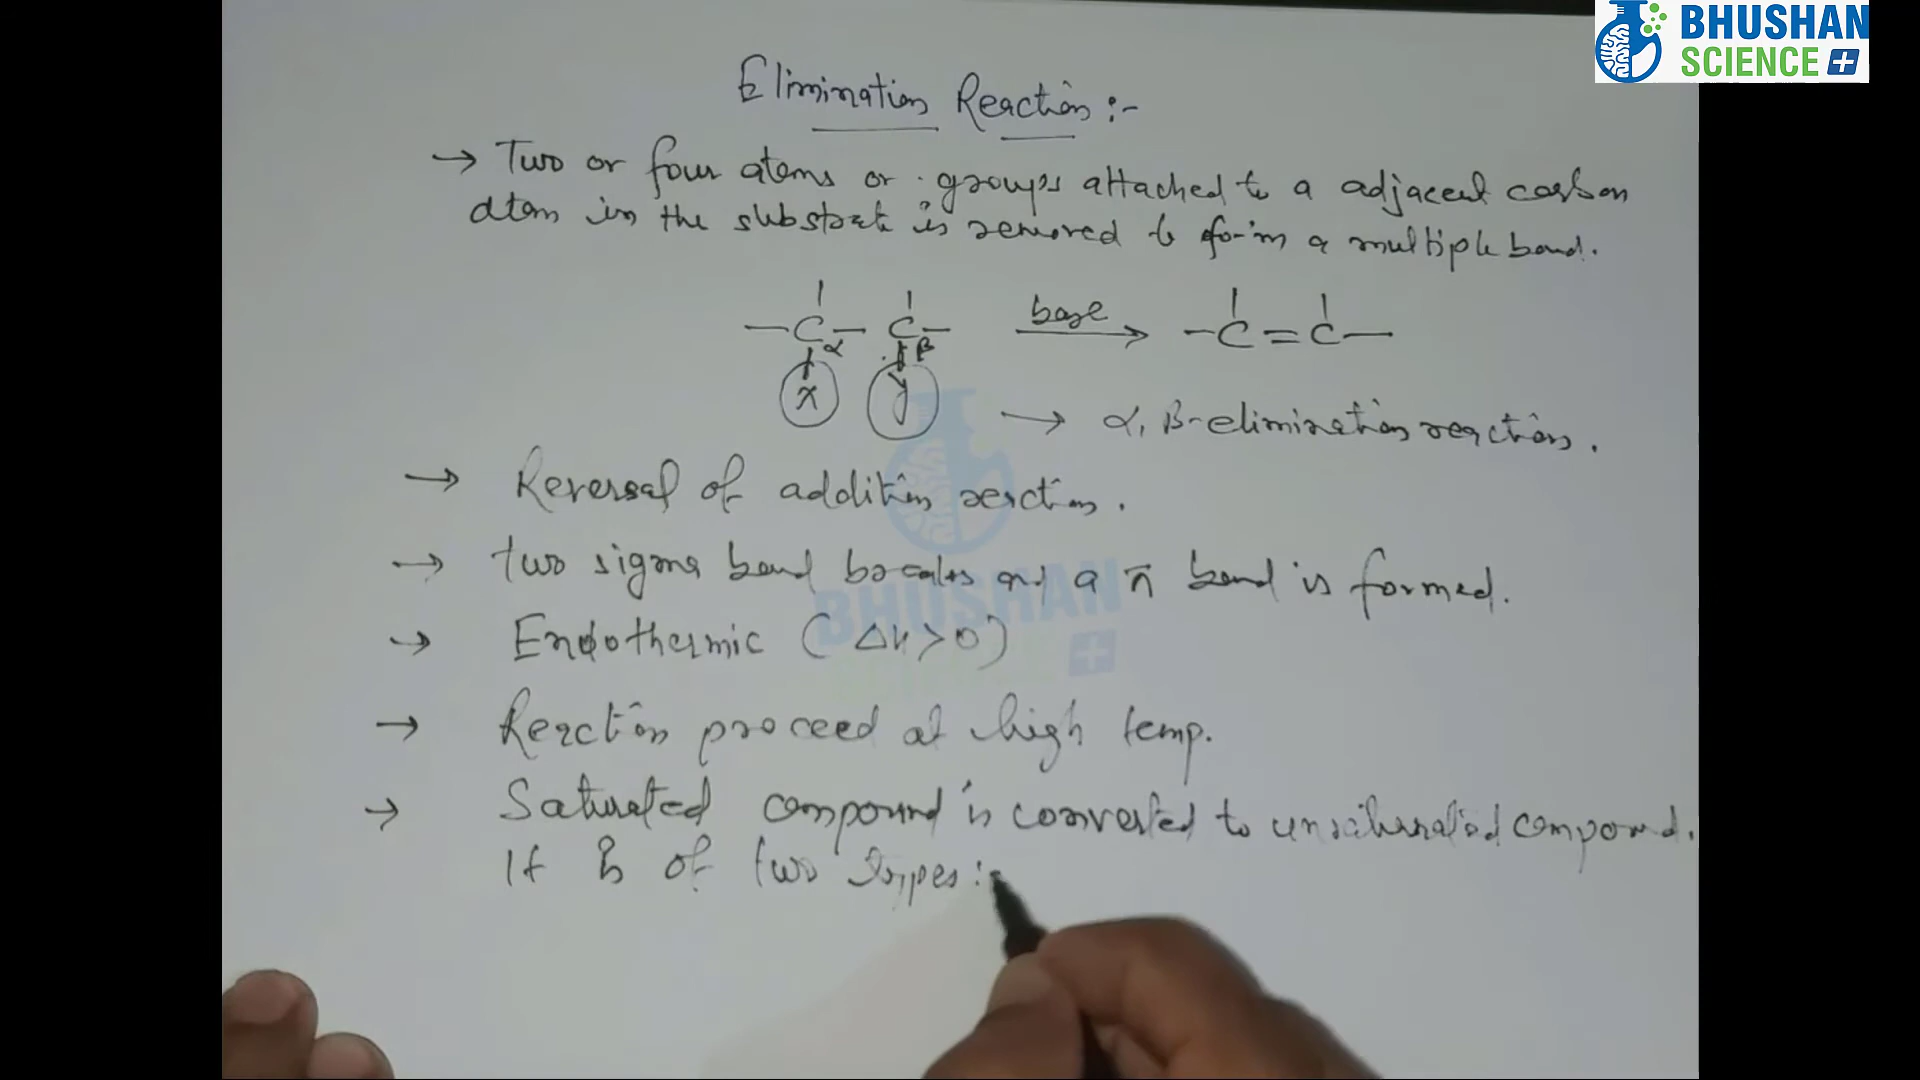 BHUSHAN
SCIENCE +
Elimination Reaction :-
→ Two or four atoms or groups attached to a adjacent carbon
atom in the substrate is removed to form a multiple bond.
-C-C- base → -C=C-
α β
x y
→ α, β-elimination reaction.
→ Reversal of addition reaction.
→ two sigma bond breaks and a π bond is formed.
→ Endothermic (ΔH>0)
→ Reaction proceed at high temp.
→ Saturated compound is converted to unsaturated compound.
It is of two types:-
BHUSHAN
SCIENCE +